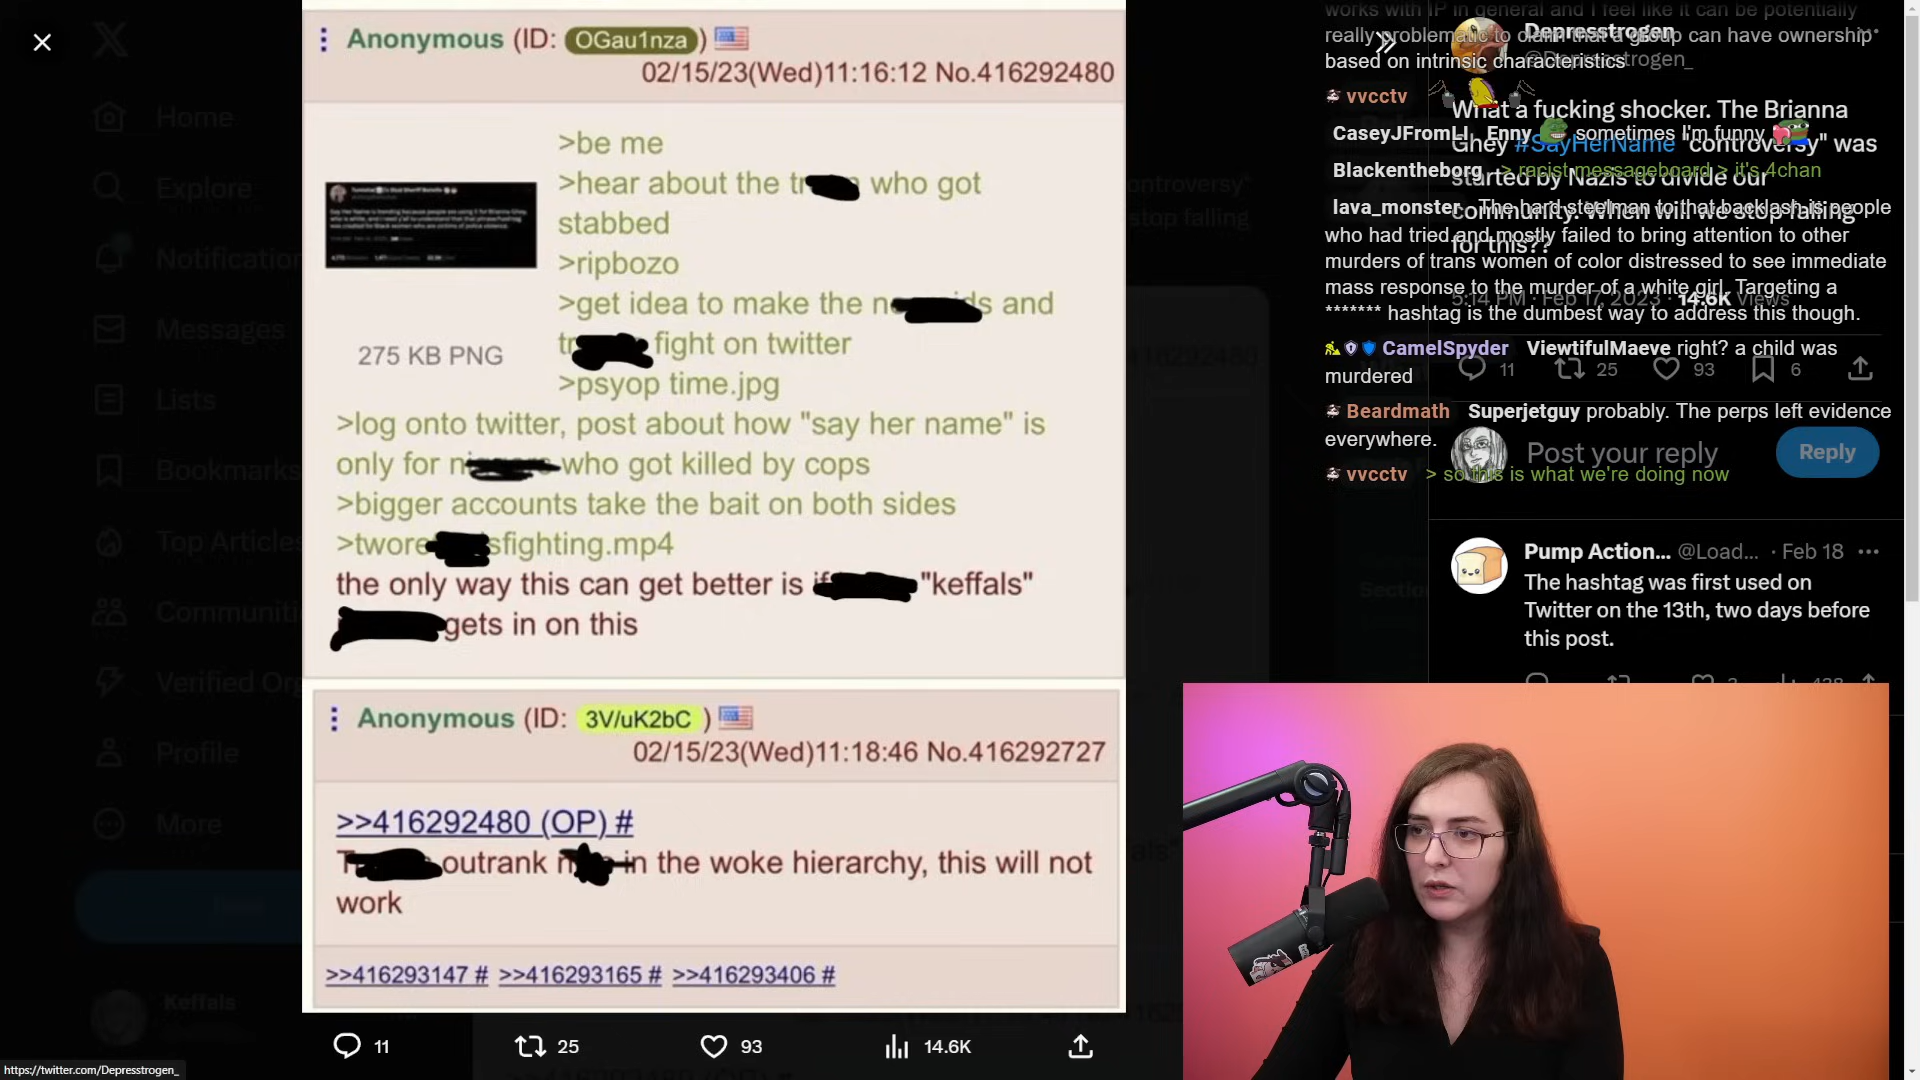 Anonymous (ID: OGau1nza)
02/15/23(Wed)11:16:12 No.416292480
275 KB PNG
>be me
>hear about the tr who got
stabbed
>ripbozo
>get idea to make the n ds and
tr fight on twitter
>psyop time.jpg
>log onto twitter, post about how "say her name" is
only for n who got killed by cops
>bigger accounts take the bait on both sides
>twore sfighting.mp4
the only way this can get better is if "keffals"
gets in on this
Anonymous (ID: 3V/uK2bC)
02/15/23(Wed)11:18:46 No.416292727
>>416292480 (OP) #
T outrank n in the woke hierarchy, this will not
work
>>416293147 # >>416293165 # >>416293406 #
11 25 93 14.6K
Home
Explore
Notification
Messages
Lists
Bookmarks
Top Articles
Communiti
Verified Org
Profile
More
Keffals
https://twitter.com/Depresstrogen_
works with IP in general and I feel like it can be potentially
really problematic to claim that a group can have ownership
based on intrinsic characteristics
vvcctv
CaseyJFromLI Enny sometimes I'm funny
Blackentheborg > racist messageboard > it's 4chan
lava_monster The hard steelman to that backlash is people
who had tried and mostly failed to bring attention to other
murders of trans women of color distressed to see immediate
mass response to the murder of a white girl. Targeting a
******* hashtag is the dumbest way to address this though.
CamelSpyder ViewtifulMaeve right? a child was
murdered
Beardmath Superjetguy probably. The perps left evidence
everywhere.
vvcctv > so this is what we're doing now
Depresstrogen
@Depresstrogen_
What a fucking shocker. The Brianna
Ghey #SayHerName "controversy" was
started by Nazis to divide our
community. When will we stop falling
for this??
5:14 PM · Feb 17, 2023 · 14.6K Views
11 25 93 6
Post your reply
Reply
Pump Action... @Load... · Feb 18
The hashtag was first used on
Twitter on the 13th, two days before
this post.